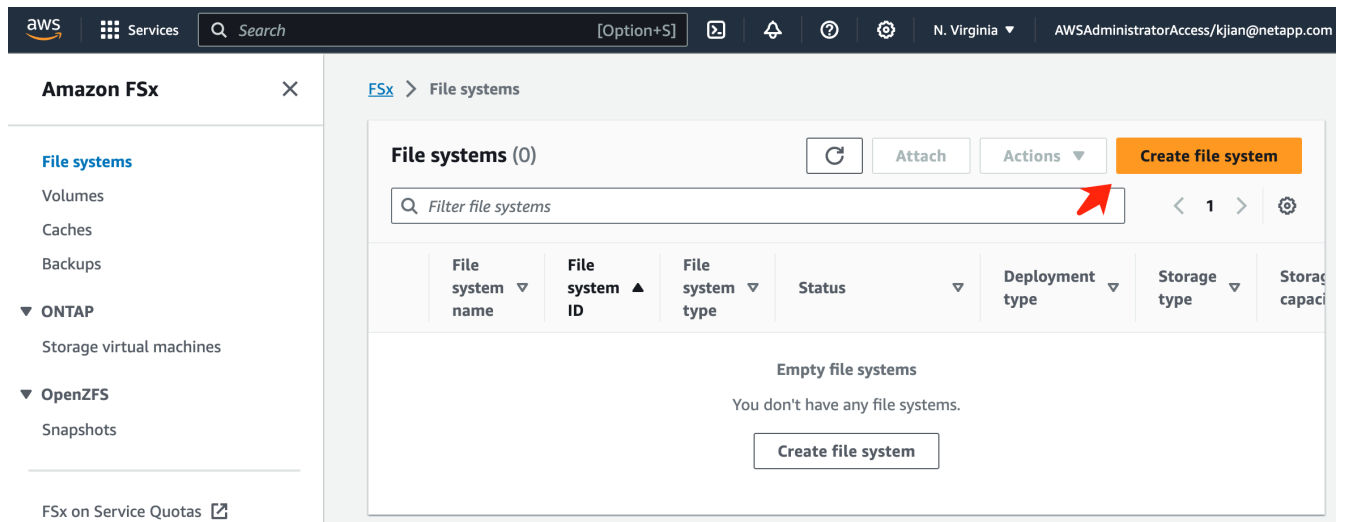 aws
Services
Search
[Option+S]
N. Virginia
AWSAdministratorAccess/kjian@netapp.com
Amazon FSx
File systems
Volumes
Caches
Backups
ONTAP
Storage virtual machines
OpenZFS
Snapshots
FSx on Service Quotas
FSx
File systems
File systems (0)
Attach
Actions
Create file system
Filter file systems
1
File
system
name
File
system
ID
File
system
type
Status
Deployment
type
Storage
type
Storag
capaci
Empty file systems
You don't have any file systems.
Create file system